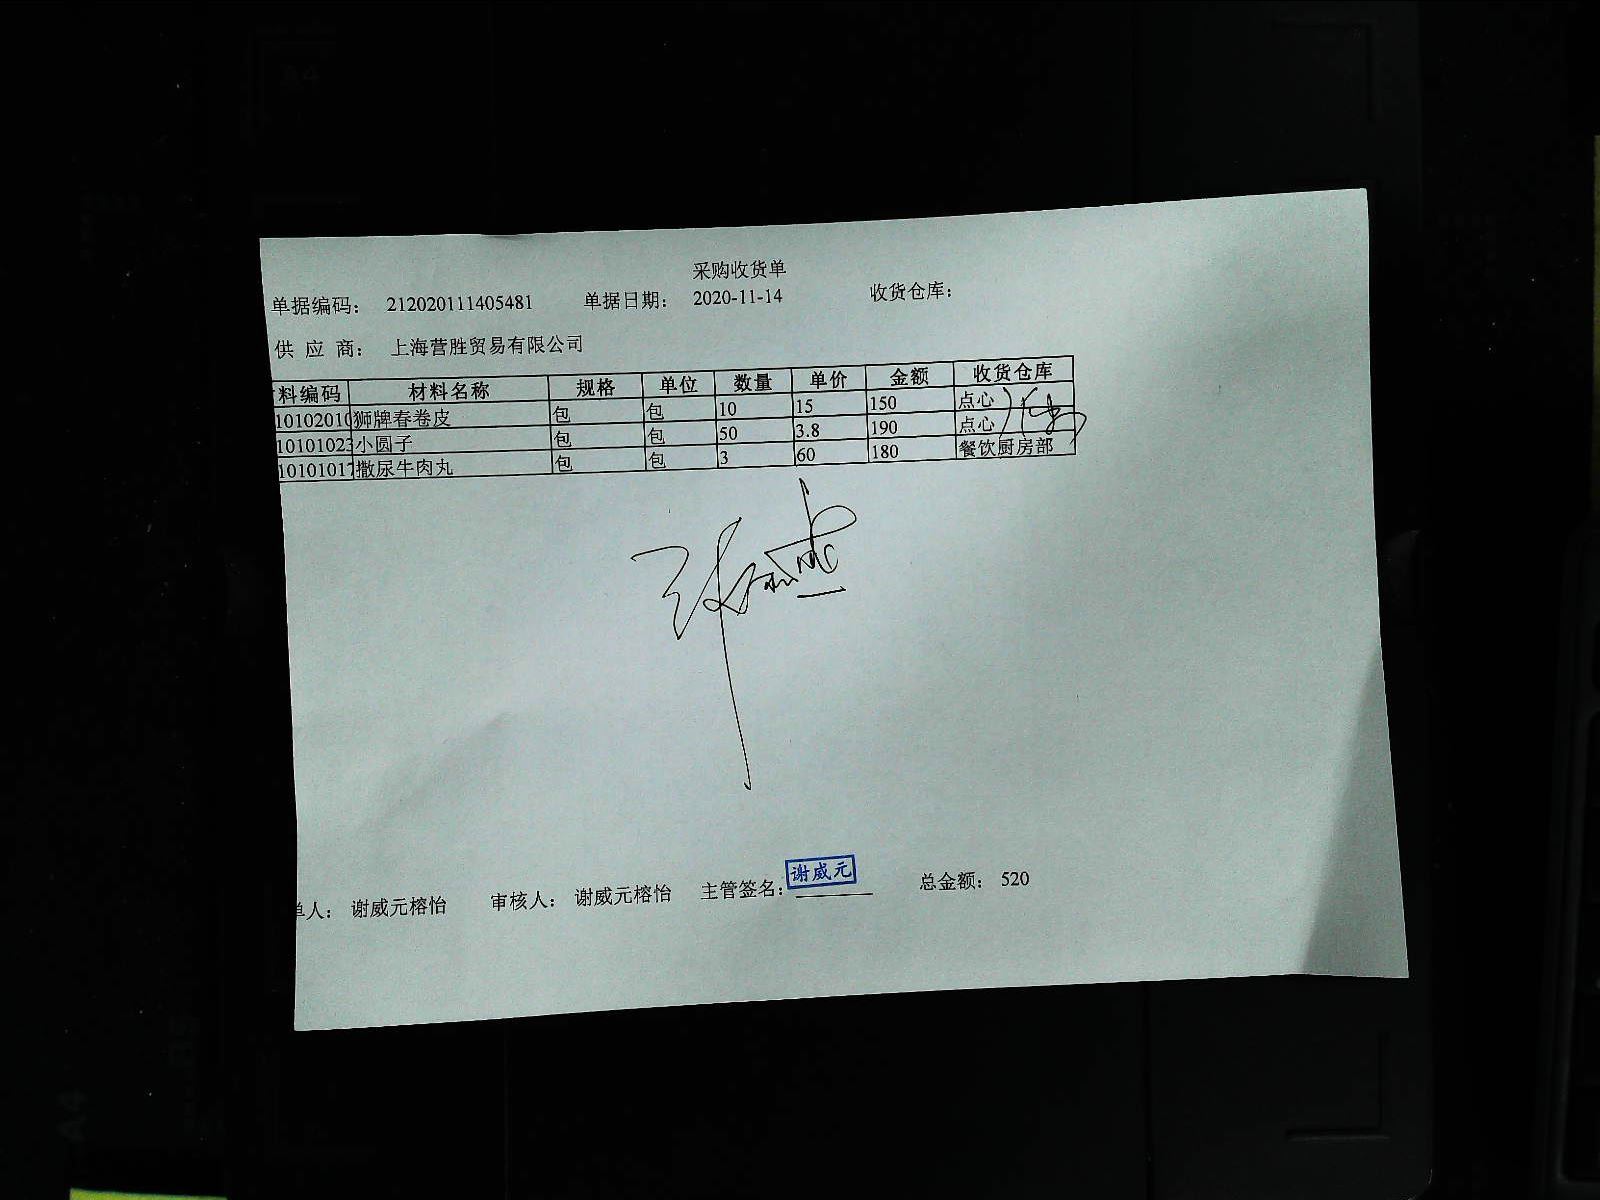 采购收货单
单据编码： 212020111405481 单据日期： 2020-11-14 收货仓库：
供 应 商： 上海营胜贸易有限公司
料编码 材料名称 规格 单位 数量 单价 金额 收货仓库
10102010 狮牌春卷皮 包 包 10 15 150 点心
10101023 小圆子 包 包 50 3.8 190 点心
10101017 撒尿牛肉丸 包 包 3 60 180 餐饮厨房部
单人： 谢威元榕怡 审核人： 谢威元榕怡 主管签名： 谢威元 总金额： 520